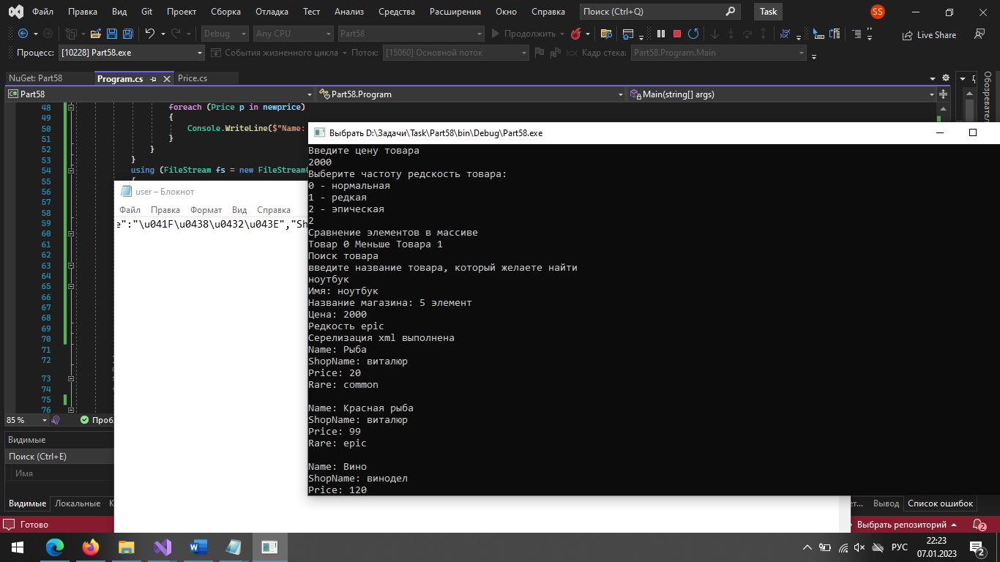 Файл Правка Вид Git Проект Сборка Отладка Тест Анализ Средства Расширения Окно Справка Поиск (Ctrl+Q) Task SS
Debug Any CPU Part58 Продолжить Live Share
Процесс: [10228] Part58.exe События жизненного цикла Поток: [15060] Основной поток Кадр стека: Part58.Program.Main
NuGet: Part58 Program.cs Price.cs
Part58 Part58.Program Main(string[] args)
48 foreach (Price p in newprice)
49 {
50 Console.WriteLine($"Name:
51 }
52 }
53 }
54 using (FileStream fs = new FileStream(
55 {
56
57
58
59
60
61
62
63
64
65
66
67
68
69
70
71
72
73
74
75
76
85 %
Видимые
Поиск (Ctrl+E)
Имя
Видимые Локальные
Готово
user – Блокнот
Файл Правка Формат Вид Справка
e":"\u041F\u0438\u0432\u043E","Sh
Выбрать D:\Задачи\Task\Part58\bin\Debug\Part58.exe
Введите цену товара
2000
Выберите частоту редскость товара:
0 - нормальная
1 - редкая
2 - эпическая
2
Сравнение элементов в массиве
Товар 0 Меньше Товара 1
Поиск товара
введите название товара, который желаете найти
ноутбук
Имя: ноутбук
Название магазина: 5 элемент
Цена: 2000
Редкость epic
Серелизация xml выполнена
Name: Рыба
ShopName: виталюр
Price: 20
Rare: common
Name: Красная рыба
ShopName: виталюр
Price: 99
Rare: epic
Name: Вино
ShopName: винодел
Price: 120
ет... Вывод Список ошибок
Выбрать репозиторий 2
РУС 22:23
07.01.2023 2